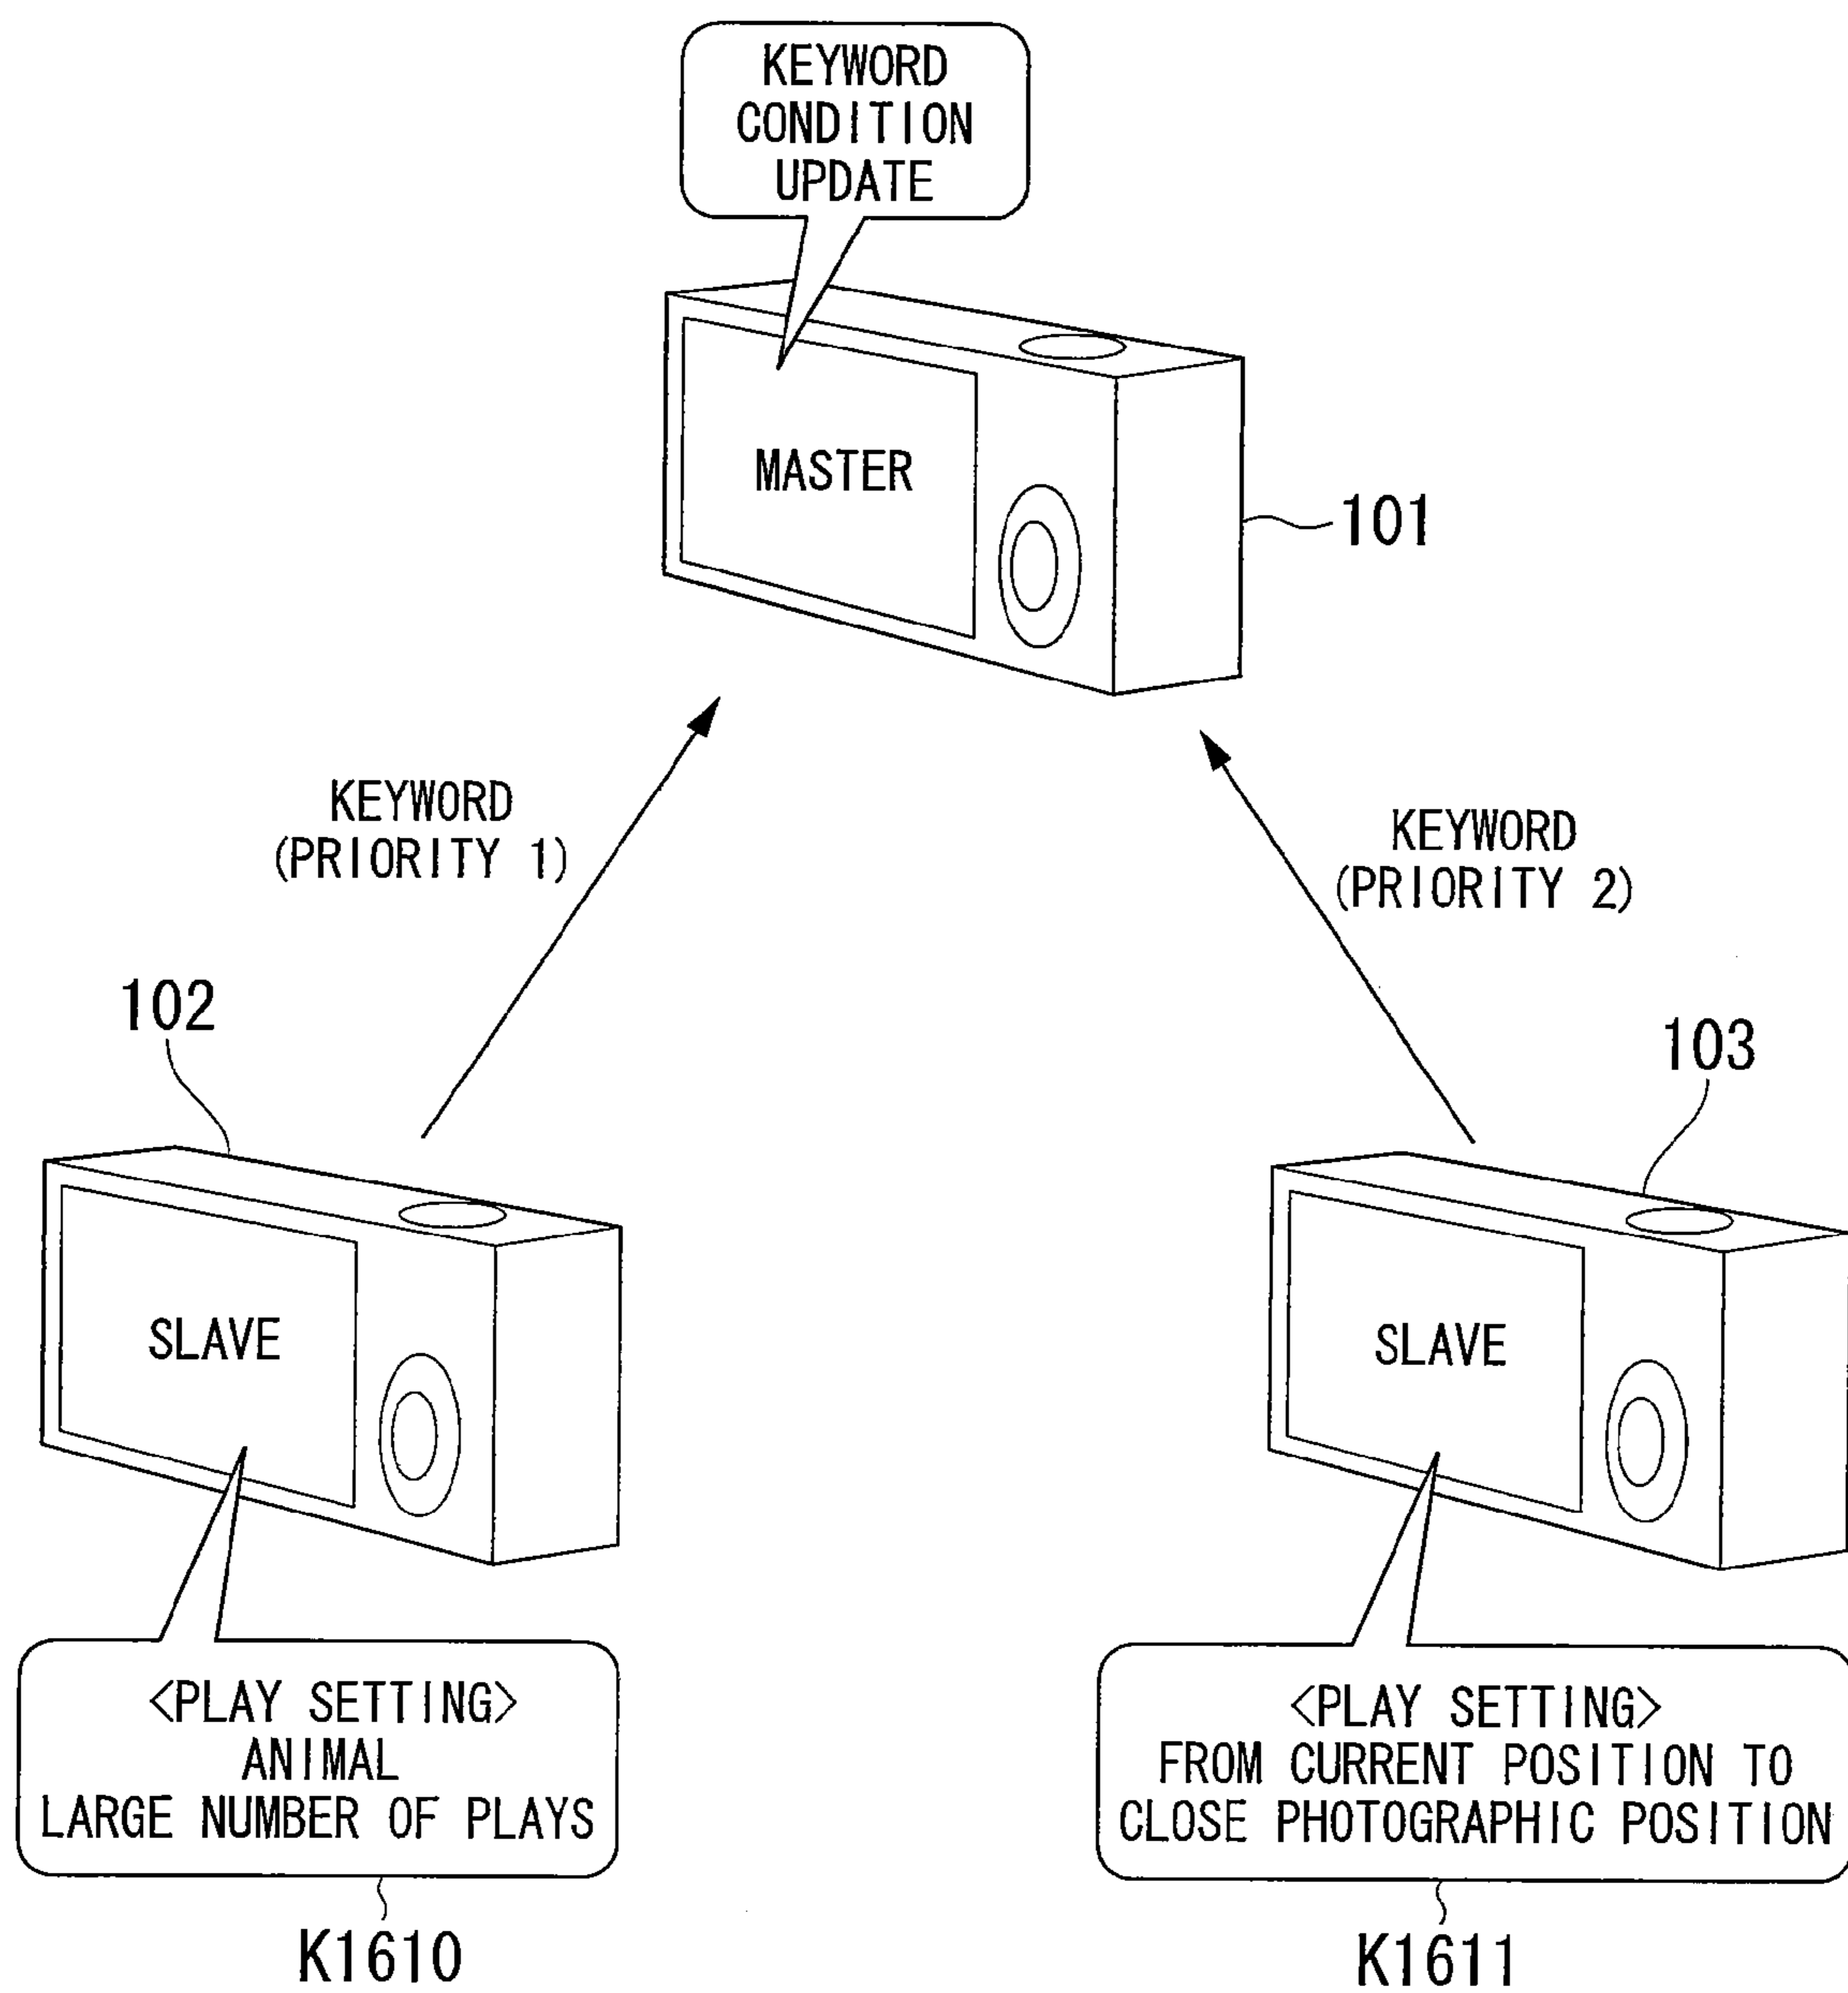 KEYWORD
CONDITION
UPDATE
MASTER
101
KEYWORD
(PRIORITY 1)
KEYWORD
(PRIORITY 2)
102
103
SLAVE
SLAVE
<PLAY SETTING>
ANIMAL
LARGE NUMBER OF PLAYS
<PLAY SETTING>
FROM CURRENT POSITION TO
CLOSE PHOTOGRAPHIC POSITION
K1610
K1611